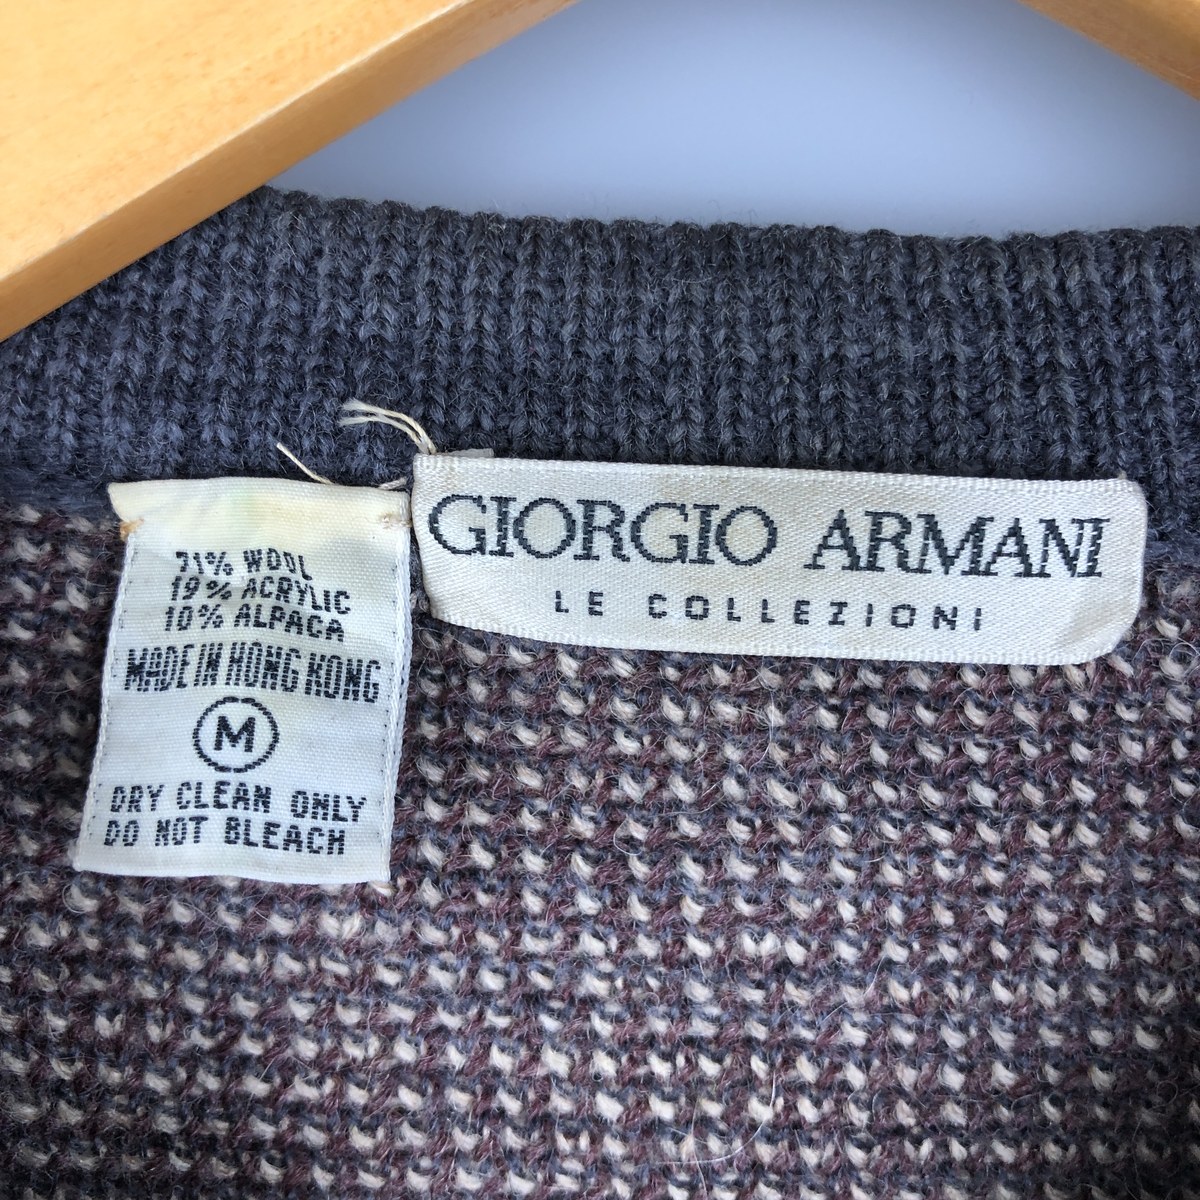 71% WOOL
19% ACRYLIC
10% ALPACA
MADE IN HONG KONG
M
DRY CLEAN ONLY
DO NOT BLEACH
GIORGIO ARMANI
LE COLLEZIONI